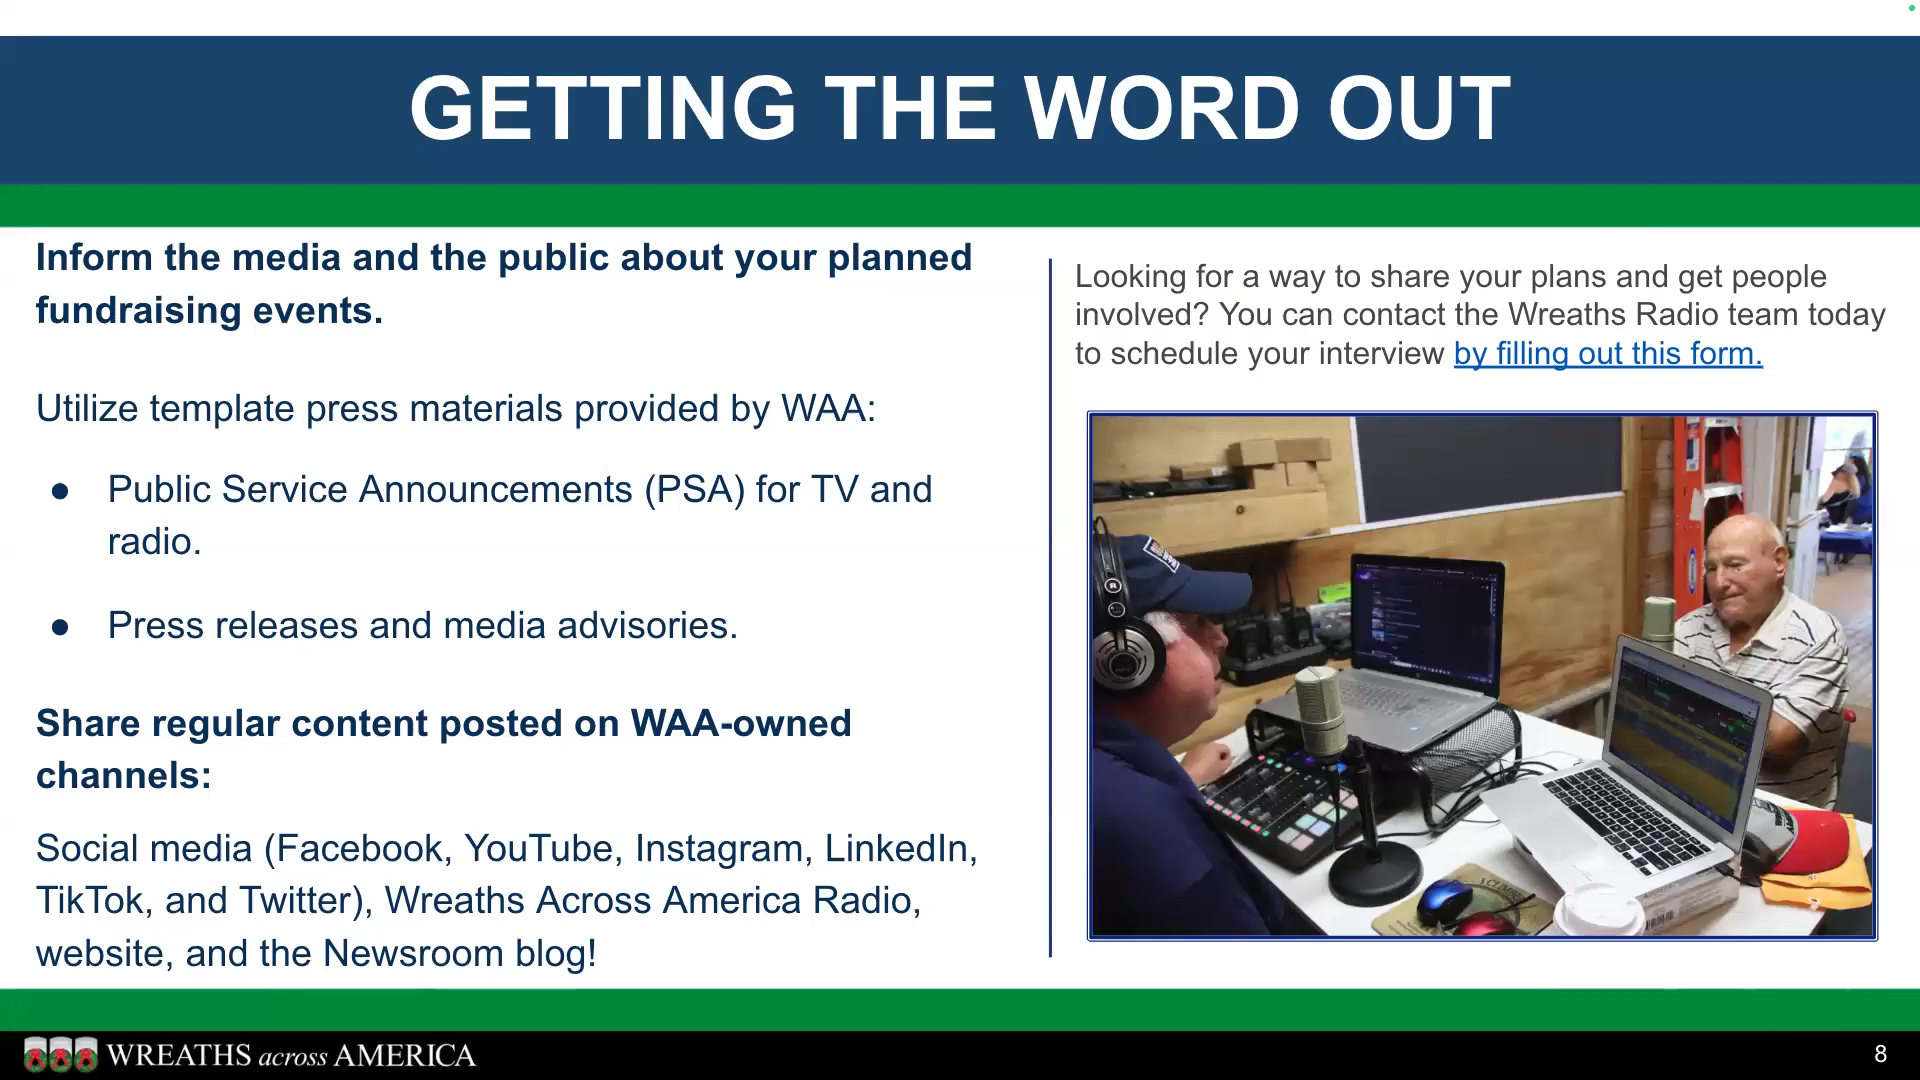 GETTING THE WORD OUT
Inform the media and the public about your planned
fundraising events.
Utilize template press materials provided by WAA:
● Public Service Announcements (PSA) for TV and
radio.
● Press releases and media advisories.
Share regular content posted on WAA-owned
channels:
Social media (Facebook, YouTube, Instagram, LinkedIn,
TikTok, and Twitter), Wreaths Across America Radio,
website, and the Newsroom blog!
Looking for a way to share your plans and get people
involved? You can contact the Wreaths Radio team today
to schedule your interview by filling out this form.
WREATHS across AMERICA
8